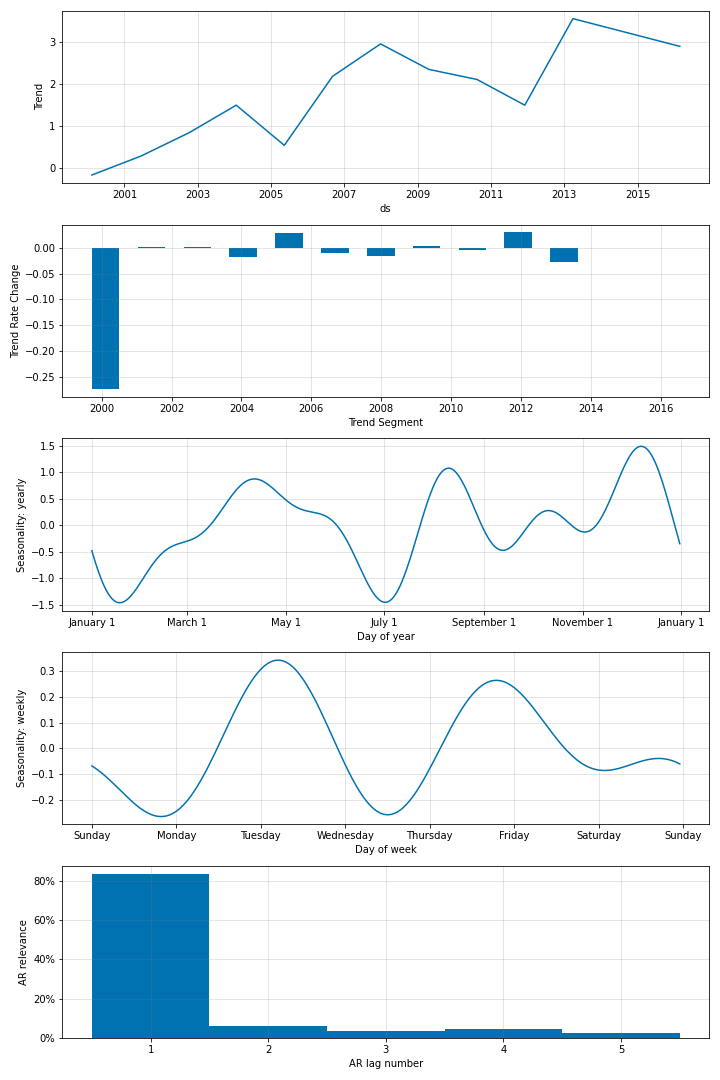 3
2
1
0
Trend
2001 2003 2005 2007 2009 2011 2013 2015
ds
0.00
−0.05
−0.10
−0.15
−0.20
−0.25
Trend Rate Change
2000 2002 2004 2006 2008 2010 2012 2014 2016
Trend Segment
1.5
1.0
0.5
0.0
−0.5
−1.0
−1.5
Seasonality: yearly
January 1 March 1 May 1 July 1 September 1 November 1 January 1
Day of year
0.3
0.2
0.1
0.0
−0.1
−0.2
Seasonality: weekly
Sunday Monday Tuesday Wednesday Thursday Friday Saturday Sunday
Day of week
80%
60%
40%
20%
0%
AR relevance
1 2 3 4 5
AR lag number